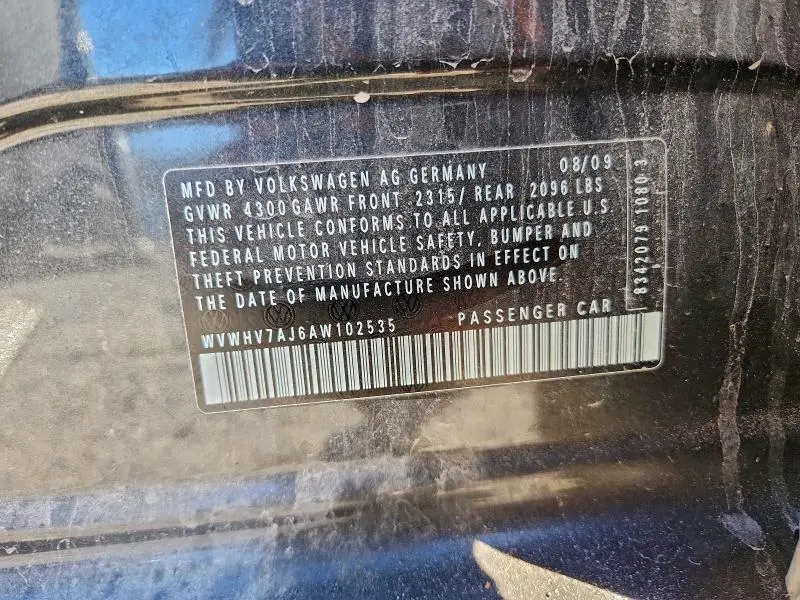 MFD BY VOLKSWAGEN AG GERMANY 08/09
GVWR 4300 GAWR FRONT 2315/ REAR 2096 LBS
THIS VEHICLE CONFORMS TO ALL APPLICABLE U.S
FEDERAL MOTOR VEHICLE SAFETY, BUMPER AND
THEFT PREVENTION STANDARDS IN EFFECT ON
THE DATE OF MANUFACTURE SHOWN ABOVE.
WVWHV7AJ6AW102535 PASSENGER CAR
8342079 1080 3